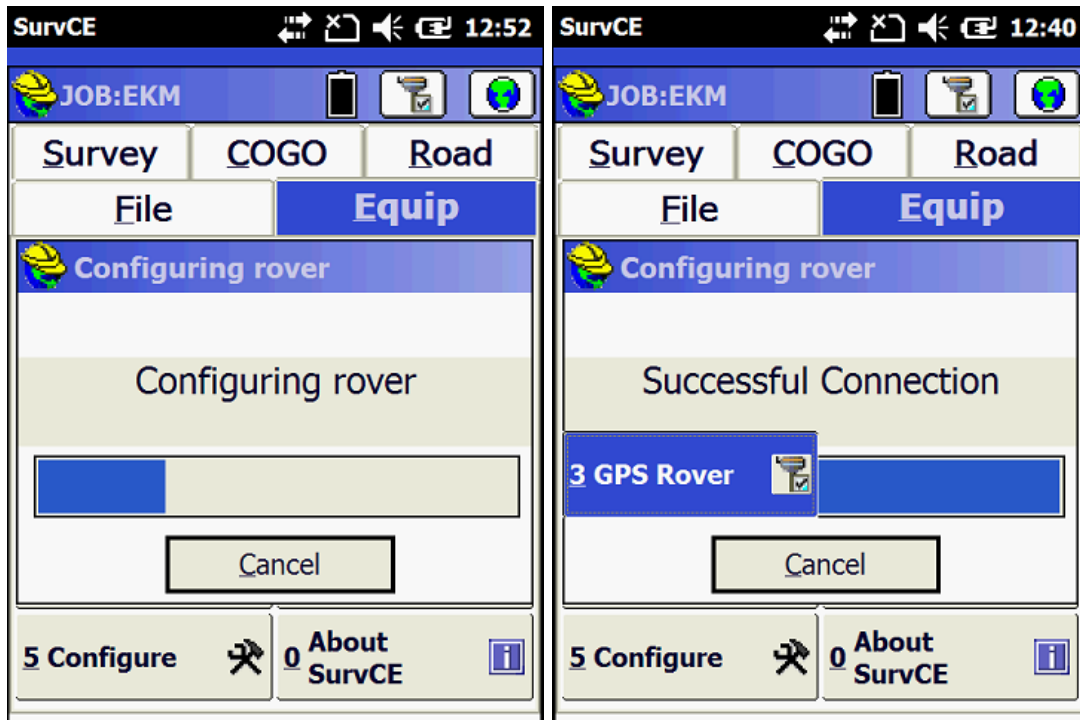 SurvCE 12:52
JOB:EKM
Survey COGO Road
File Equip
Configuring rover
Configuring rover
Cancel
5 Configure 0 About
SurvCE
SurvCE 12:40
JOB:EKM
Survey COGO Road
File Equip
Configuring rover
Successful Connection
3 GPS Rover
Cancel
5 Configure 0 About
SurvCE